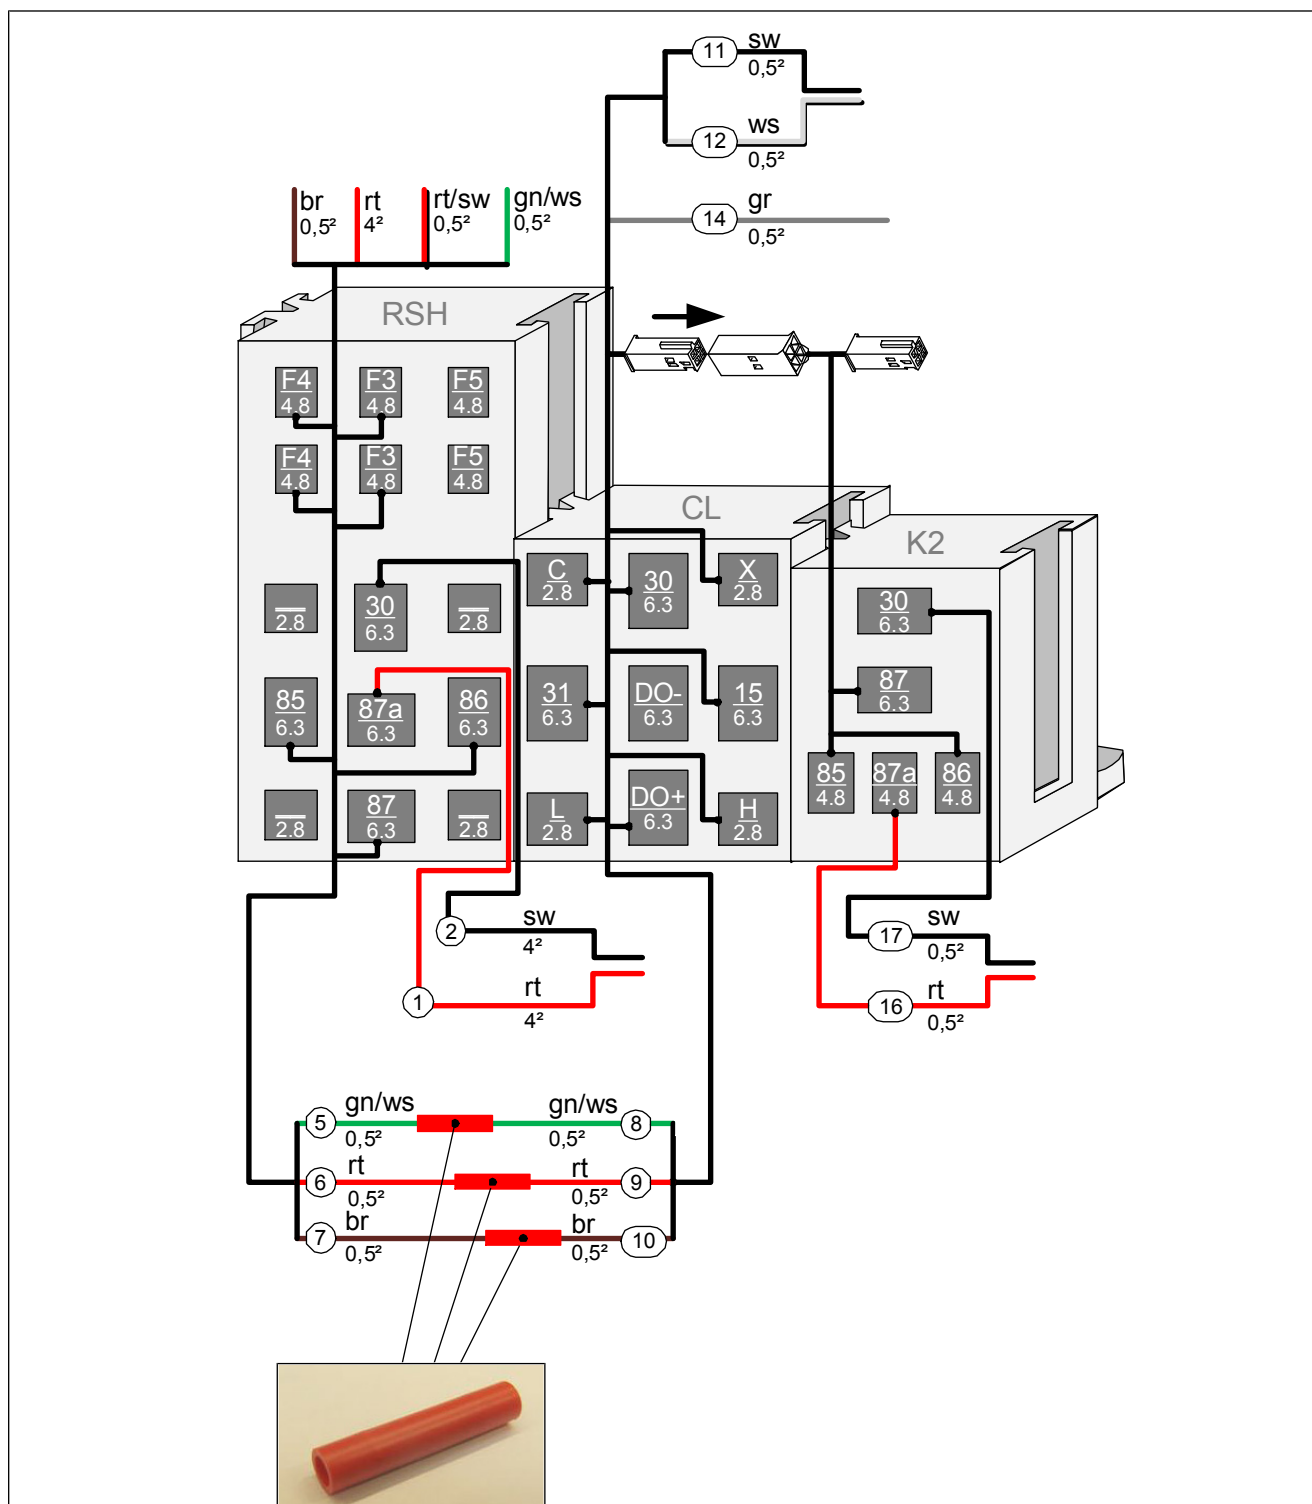 11
sw
0,5²
12
ws
0,5²
14
gr
0,5²
br
0,5²
rt
4²
rt/sw
0,5²
gn/ws
0,5²
RSH
F4
4.8
F3
4.8
F5
4.8
F4
4.8
F3
4.8
F5
4.8
2.8
30
6.3
2.8
85
6.3
87a
6.3
86
6.3
2.8
87
6.3
2.8
CL
C
2.8
30
6.3
X
2.8
31
6.3
DO-
6.3
15
6.3
L
2.8
DO+
6.3
H
2.8
K2
30
6.3
87
6.3
85
4.8
87a
4.8
86
4.8
2
sw
4²
1
rt
4²
17
sw
0,5²
16
rt
0,5²
5
gn/ws
0,5²
gn/ws
0,5²
8
6
rt
0,5²
rt
0,5²
9
7
br
0,5²
br
0,5²
10